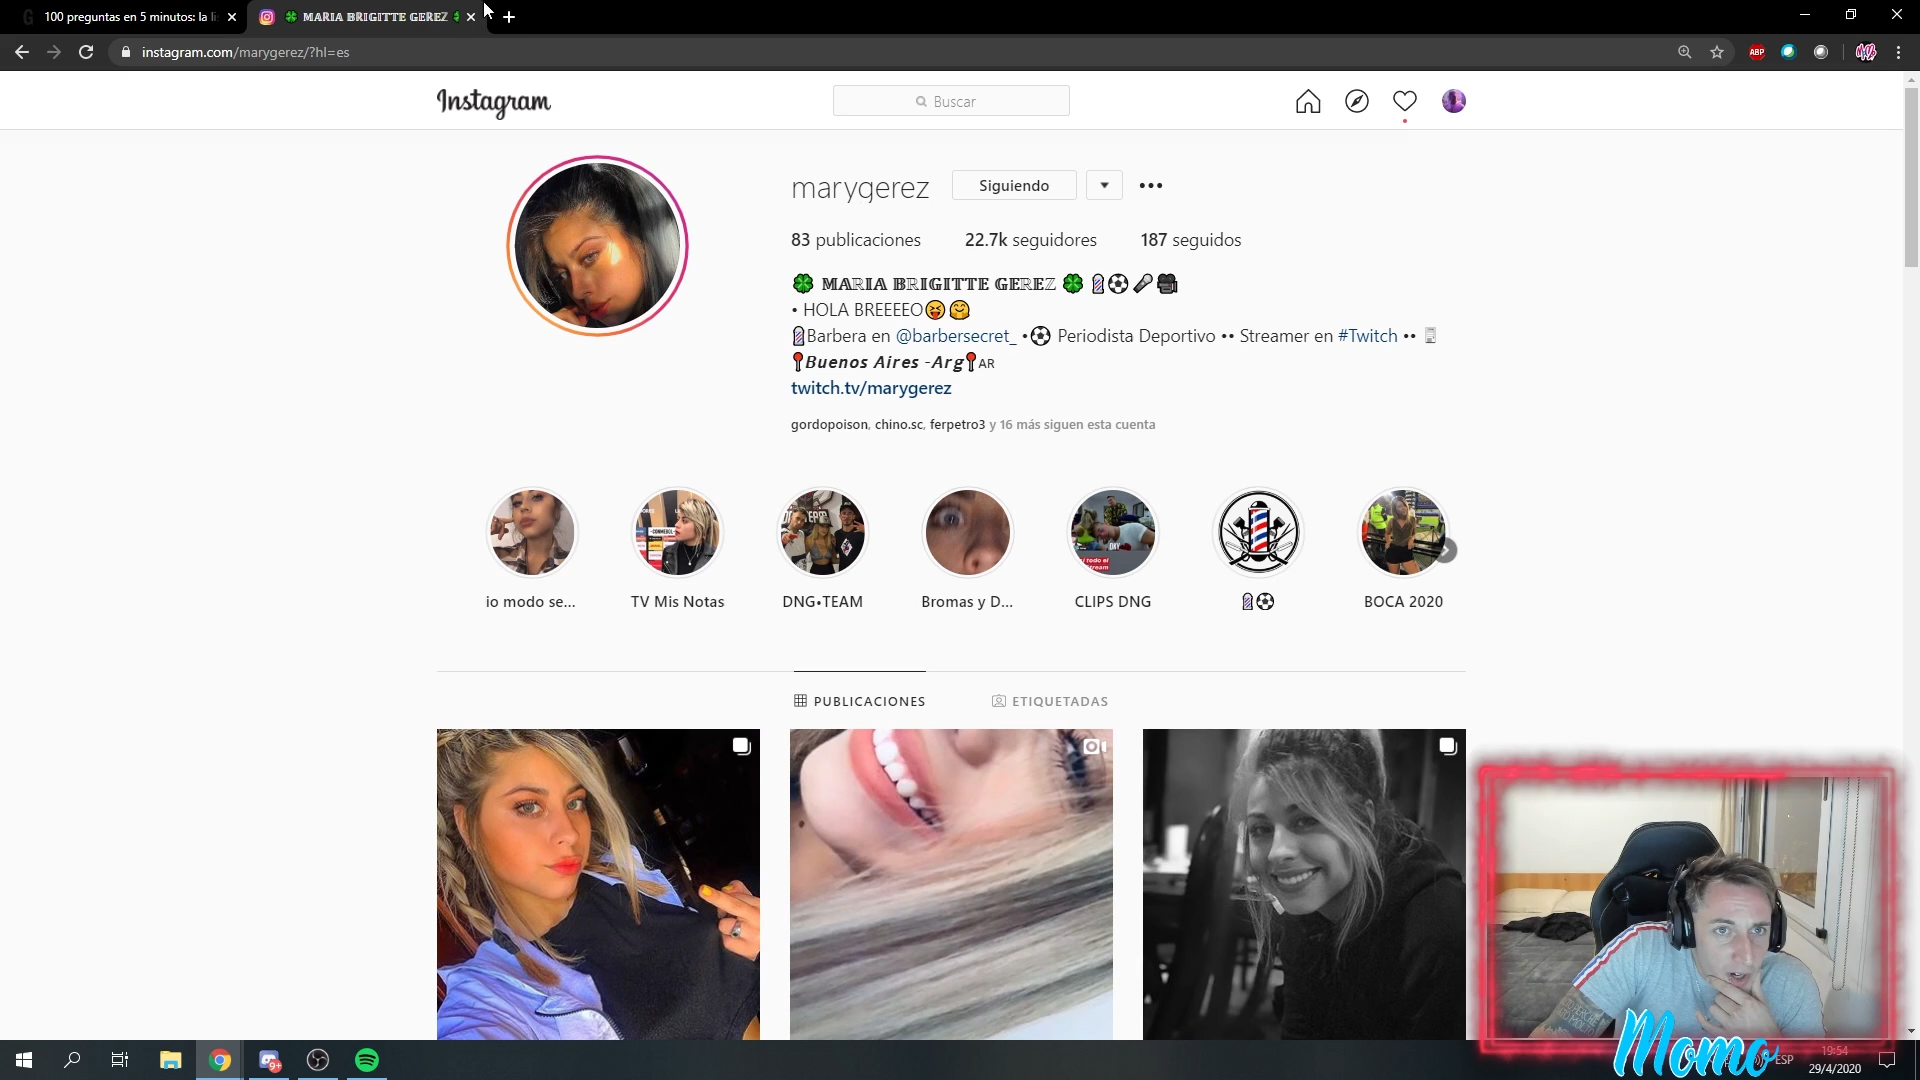 100 preguntas en 5 minutos: la li
🍀 MARIA BRIGITTE GEREZ 🍀
instagram.com/marygerez/?hl=es
ABP
Instagram
Buscar
marygerez
Siguiendo
83 publicaciones
22.7k seguidores
187 seguidos
🍀 MARIA BRIGITTE GEREZ 🍀 💈⚽🎤🎥
• HOLA BREEEEO😝🤗
💈Barbera en @barbersecret_ •⚽ Periodista Deportivo •• Streamer en #Twitch ••
📍Buenos Aires -Arg📍AR
twitch.tv/marygerez
gordopoison, chino.sc, ferpetro3 y 16 más siguen esta cuenta
io modo se...
TV Mis Notas
DNG•TEAM
Bromas y D...
CLIPS DNG
💈⚽
BOCA 2020
PUBLICACIONES
ETIQUETADAS
Momo
9+
ESP
19:54
29/4/2020